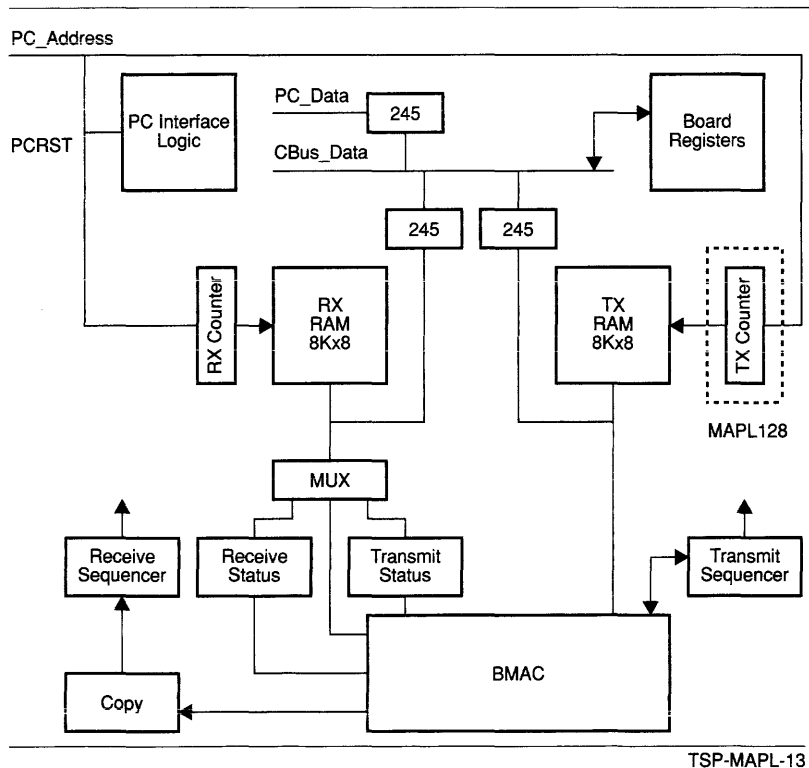 PC_Address
PC Interface
Logic
PCRST
PC_Data
245
CBus_Data
Board
Registers
245
245
RX Counter
RX
RAM
8Kx8
TX
RAM
8Kx8
TX Counter
MAPL128
MUX
Receive
Sequencer
Receive
Status
Transmit
Status
Transmit
Sequencer
Copy
BMAC
TSP-MAPL-13